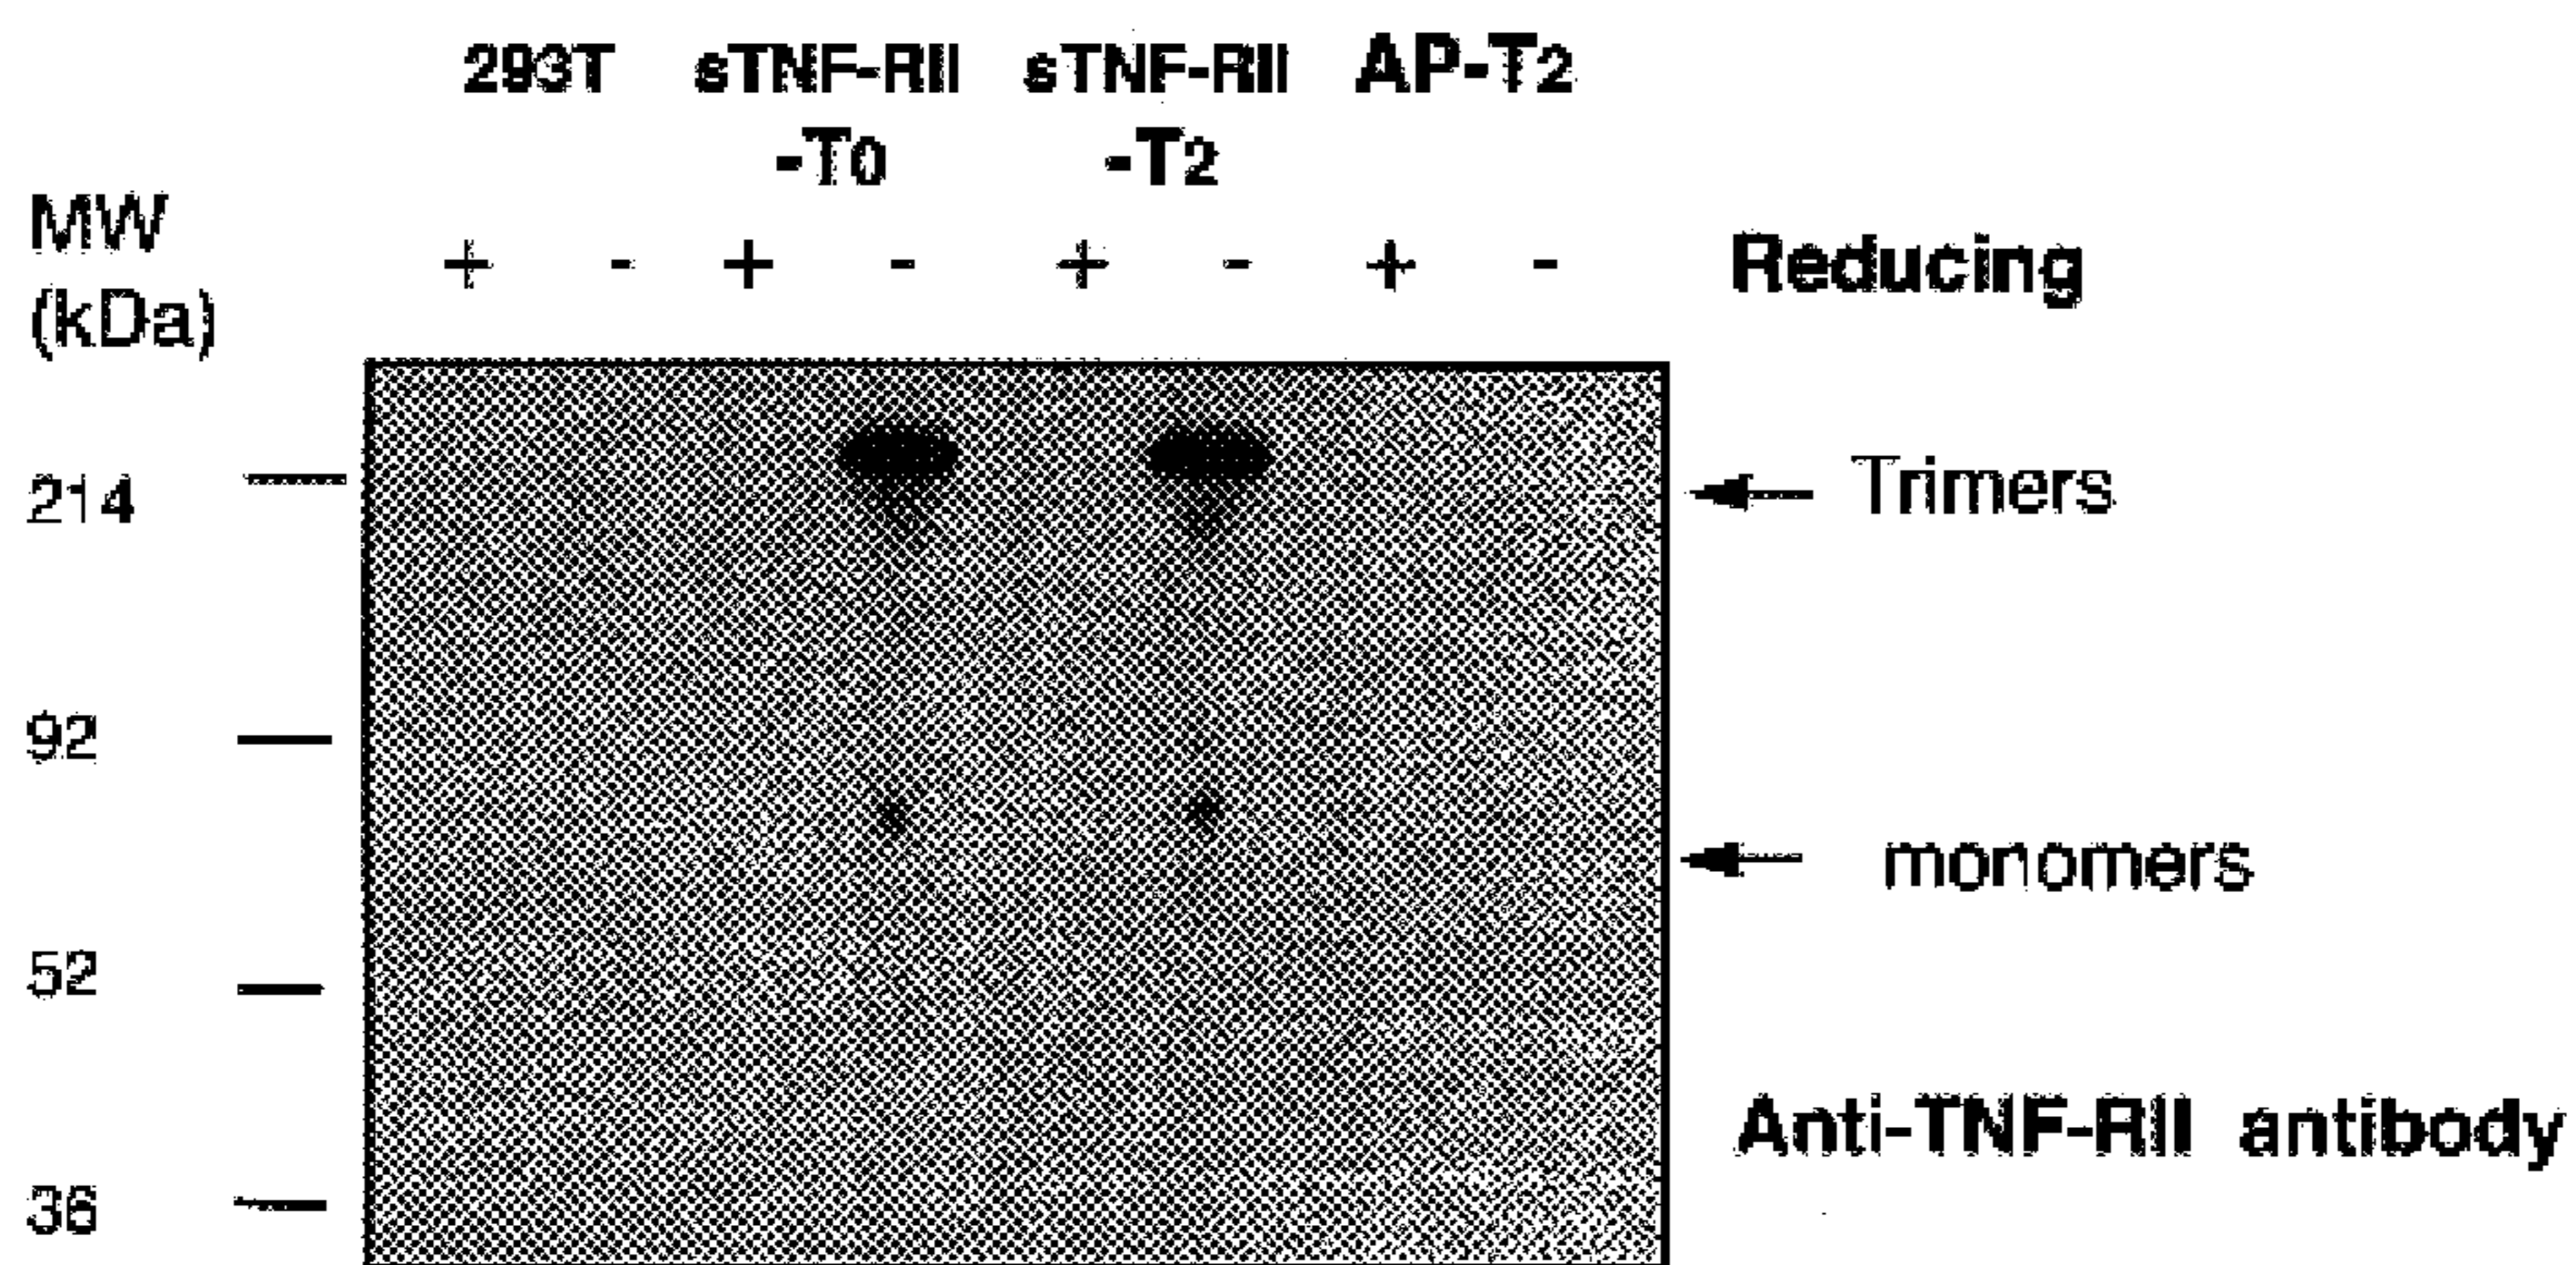 293T sTNF-RII sTNF-RII AP-T2
-T0 -T2
MW
(kDa)
+ - + - + - + - Reducing
214
Trimers
92
monomers
52
Anti-TNF-RII antibody
36